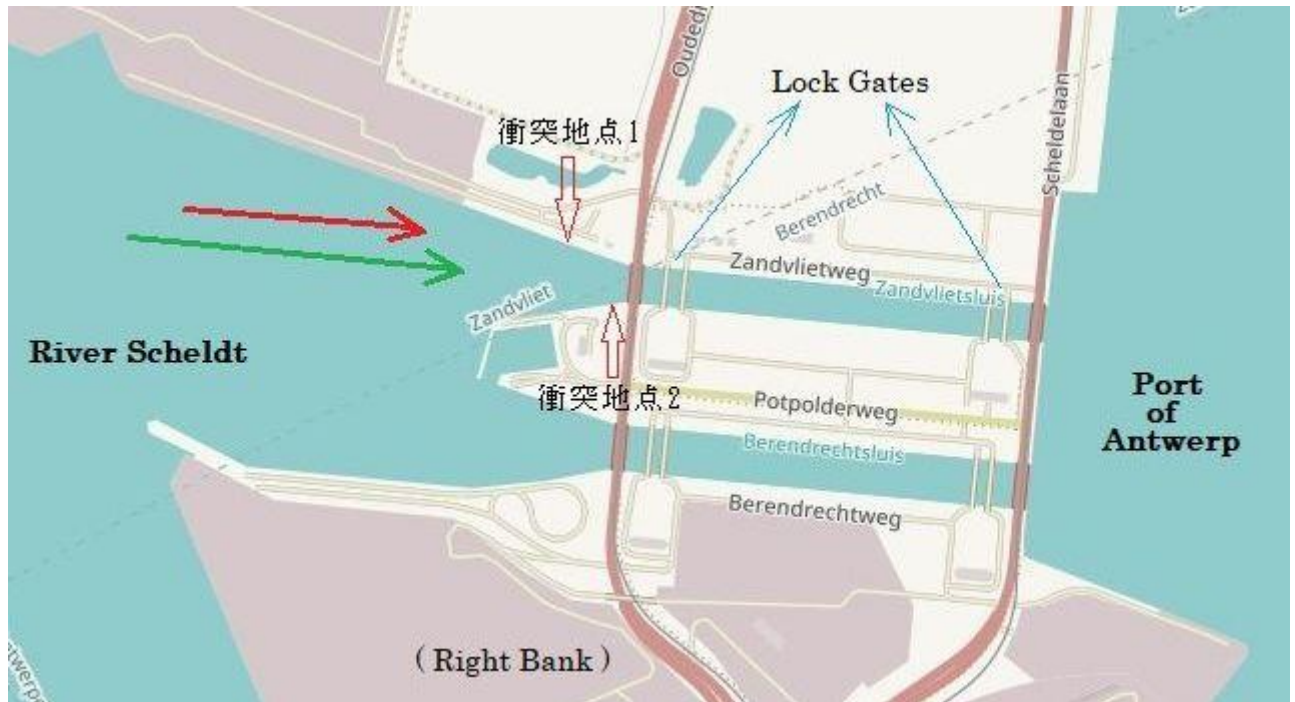 Ouded
Lock Gates
衝突地点1
Scheldelaan
Berendrecht
Zandvlietweg
Zandvlietsluis
Zandvliet
River Scheldt
衝突地点2
Potpolderweg
Port
of
Antwerp
Berendrechtsluis
Berendrechtweg
( Right Bank )